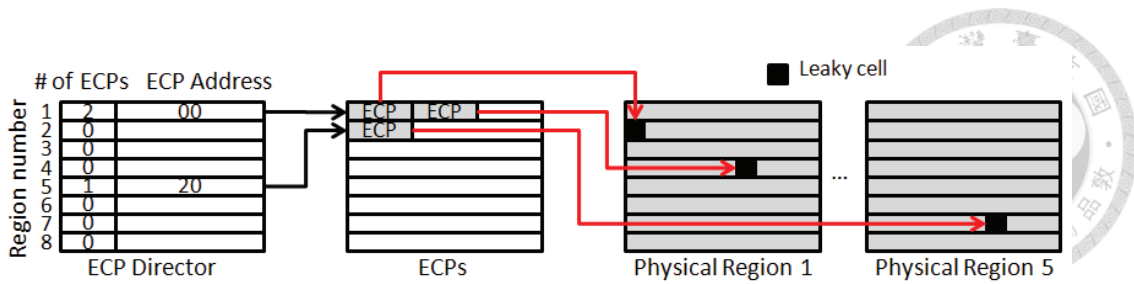 Leaky cell
# of ECPs ECP Address
Region number
1 2 00
2 0
3 0
4 0
5 1 20
6 0
7 0
8 0
ECP ECP
ECP
...
ECP Director
ECPs
Physical Region 1
Physical Region 5